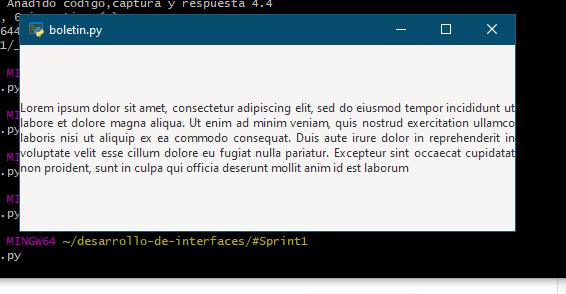 Añadido codigo,captura y respuesta 4.4
, 6
644
1/_
boletin.py
MI
.py
Lorem ipsum dolor sit amet, consectetur adipiscing elit, sed do eiusmod tempor incididunt ut
labore et dolore magna aliqua. Ut enim ad minim veniam, quis nostrud exercitation ullamco
laboris nisi ut aliquip ex ea commodo consequat. Duis aute irure dolor in reprehenderit in
voluptate velit esse cillum dolore eu fugiat nulla pariatur. Excepteur sint occaecat cupidatat
non proident, sunt in culpa qui officia deserunt mollit anim id est laborum
MI
.py
MI
.py
MI
.py
MINGW64 ~/desarrollo-de-interfaces/#Sprint1
.py